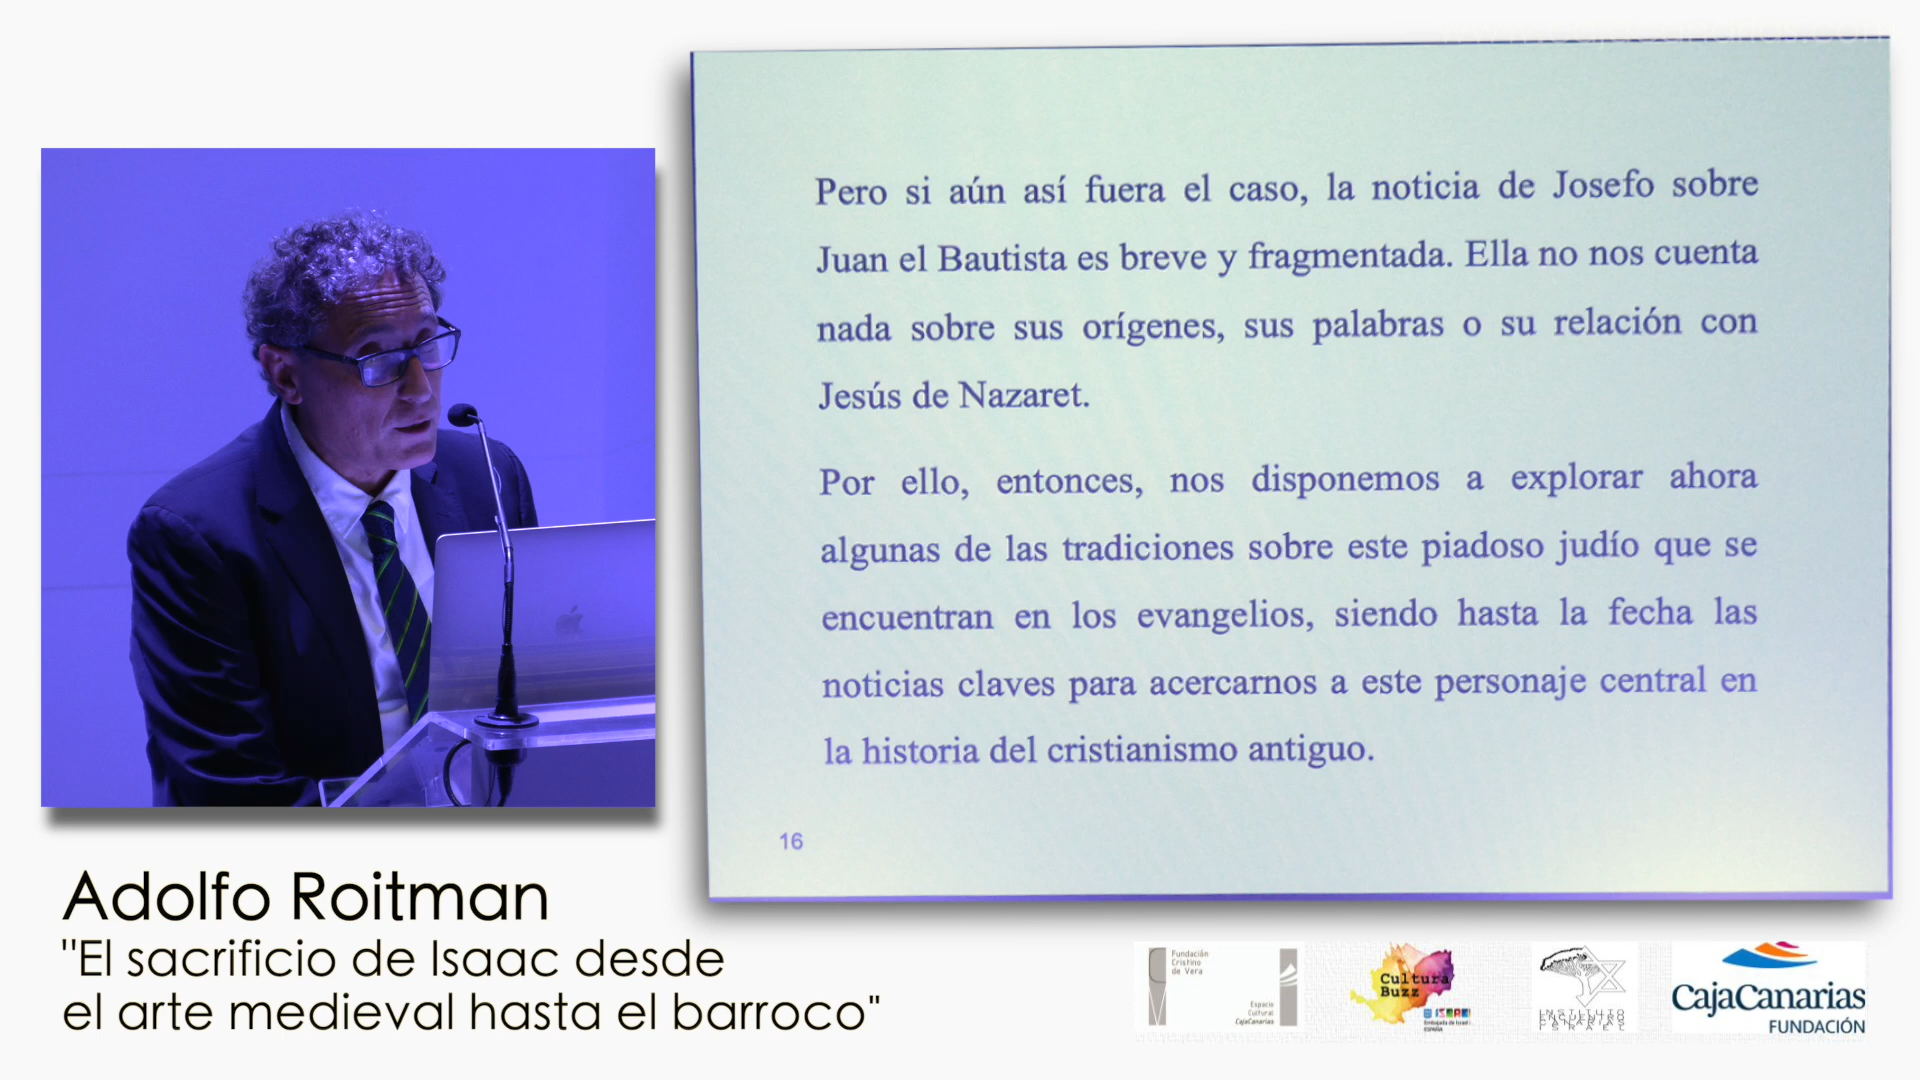 Pero si aún así fuera el caso, la noticia de Josefo sobre
Juan el Bautista es breve y fragmentada. Ella no nos cuenta
nada sobre sus orígenes, sus palabras o su relación con
Jesús de Nazaret.
Por ello, entonces, nos disponemos a explorar ahora
algunas de las tradiciones sobre este piadoso judío que se
encuentran en los evangelios, siendo hasta la fecha las
noticias claves para acercarnos a este personaje central en
la historia del cristianismo antiguo.
16
Adolfo Roitman
"El sacrificio de Isaac desde
el arte medieval hasta el barroco"
Fundación
Cristino
de Vera
Espacio
Cultural
CajaCanarias
Cultura
Buzz
ISRAEL
Embajada de Israel
ESPAÑA
CajaCanarias
FUNDACIÓN